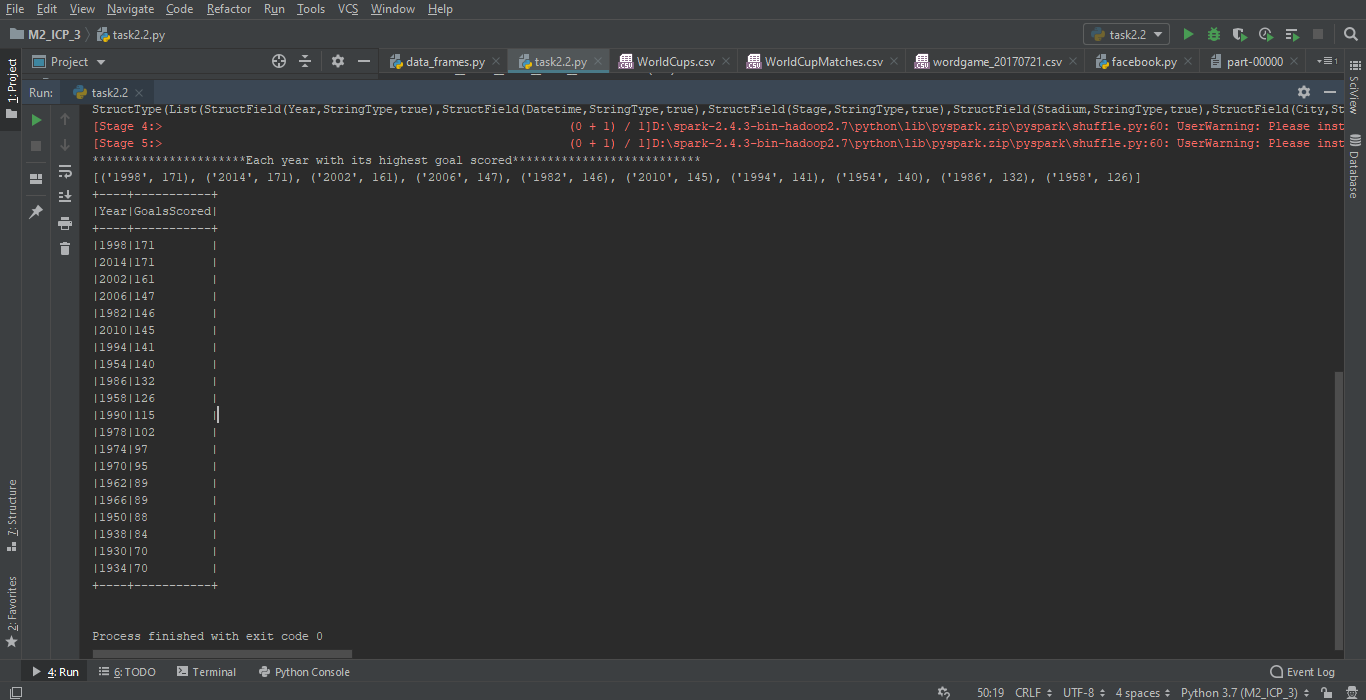 File Edit View Navigate Code Refactor Run Tools VCS Window Help
M2_ICP_3 task2.2.py task2.2
1: Project
Project data_frames.py task2.2.py WorldCups.csv WorldCupMatches.csv wordgame_20170721.csv facebook.py part-00000
Run: task2.2
StructType(List(StructField(Year,StringType,true),StructField(Datetime,StringType,true),StructField(Stage,StringType,true),StructField(Stadium,StringType,true),StructField(City,St
[Stage 4:> (0 + 1) / 1]D:\spark-2.4.3-bin-hadoop2.7\python\lib\pyspark.zip\pyspark\shuffle.py:60: UserWarning: Please inst
[Stage 5:> (0 + 1) / 1]D:\spark-2.4.3-bin-hadoop2.7\python\lib\pyspark.zip\pyspark\shuffle.py:60: UserWarning: Please inst
**********************Each year with its highest goal scored***************************
[('1998', 171), ('2014', 171), ('2002', 161), ('2006', 147), ('1982', 146), ('2010', 145), ('1994', 141), ('1954', 140), ('1986', 132), ('1958', 126)]
+----+-----------+
|Year|GoalsScored|
+----+-----------+
|1998|171        |
|2014|171        |
|2002|161        |
|2006|147        |
|1982|146        |
|2010|145        |
|1994|141        |
|1954|140        |
|1986|132        |
|1958|126        |
|1990|115        |
|1978|102        |
|1974|97         |
|1970|95         |
|1962|89         |
|1966|89         |
|1950|88         |
|1938|84         |
|1930|70         |
|1934|70         |
+----+-----------+
Process finished with exit code 0
SciView
Database
7: Structure
2: Favorites
4: Run 6: TODO Terminal Python Console Event Log
50:19 CRLF UTF-8 4 spaces Python 3.7 (M2_ICP_3)